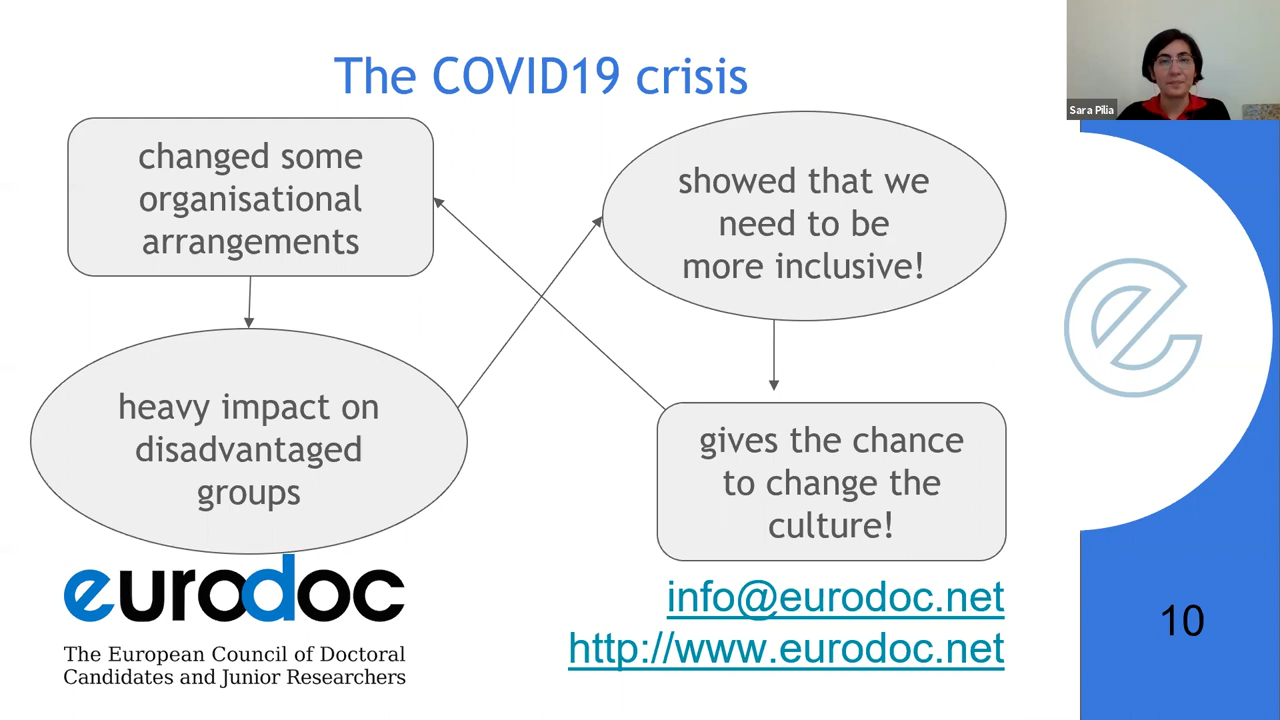 The COVID19 crisis
Sara Pilia
changed some
organisational
arrangements
showed that we
need to be
more inclusive!
heavy impact on
disadvantaged
groups
gives the chance
to change the
culture!
eurodoc
The European Council of Doctoral
Candidates and Junior Researchers
info@eurodoc.net
http://www.eurodoc.net
10